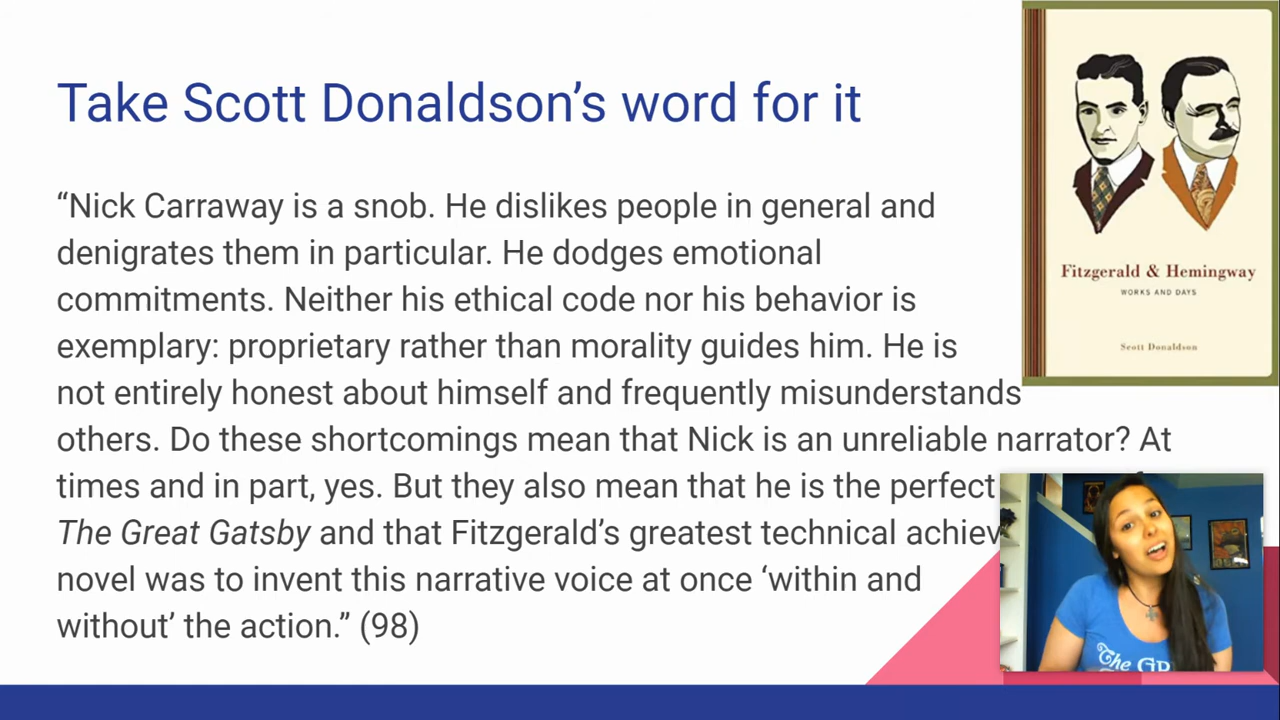 Take Scott Donaldson’s word for it
“Nick Carraway is a snob. He dislikes people in general and
denigrates them in particular. He dodges emotional
commitments. Neither his ethical code nor his behavior is
exemplary: proprietary rather than morality guides him. He is
not entirely honest about himself and frequently misunderstands
others. Do these shortcomings mean that Nick is an unreliable narrator? At
times and in part, yes. But they also mean that he is the perfect
The Great Gatsby and that Fitzgerald’s greatest technical achiev
novel was to invent this narrative voice at once ‘within and
without’ the action.” (98)
Fitzgerald & Hemingway
WORKS AND DAYS
Scott Donaldson
The GR